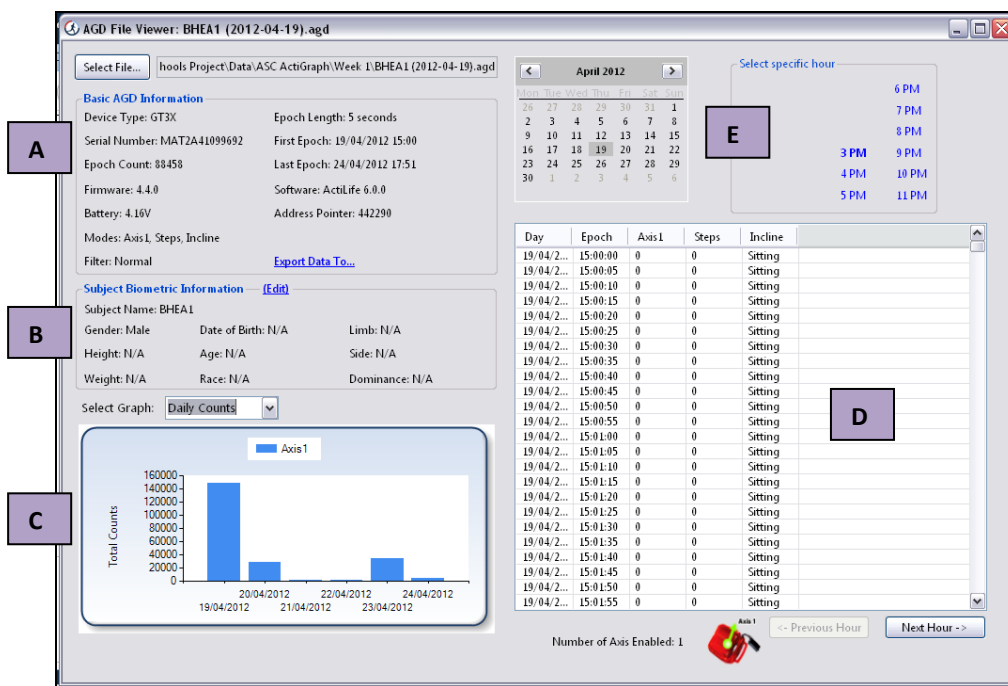 AGD File Viewer: BHEA1 (2012-04-19).agd
Select File... hools Project\Data\ASC ActiGraph\Week 1\BHEA1 (2012-04-19).agd
A
Basic AGD Information
Device Type: GT3X Epoch Length: 5 seconds
Serial Number: MAT2A41099692 First Epoch: 19/04/2012 15:00
Epoch Count: 88458 Last Epoch: 24/04/2012 17:51
Firmware: 4.4.0 Software: ActiLife 6.0.0
Battery: 4.16V Address Pointer: 442290
Modes: Axis1, Steps, Incline
Filter: Normal Export Data To...
B
Subject Biometric Information (Edit)
Subject Name: BHEA1
Gender: Male Date of Birth: N/A Limb: N/A
Height: N/A Age: N/A Side: N/A
Weight: N/A Race: N/A Dominance: N/A
Select Graph: Daily Counts
C
Axis1
Total Counts
160000
140000
120000
100000
80000
60000
40000
20000
0
20/04/2012 22/04/2012 24/04/2012
19/04/2012 21/04/2012 23/04/2012
April 2012
Mon Tue Wed Thu Fri Sat Sun
26 27 28 29 30 31 1
2 3 4 5 6 7 8
9 10 11 12 13 14 15
16 17 18 19 20 21 22
23 24 25 26 27 28 29
30 1 2 3 4 5 6
E
Select specific hour
6 PM
7 PM
8 PM
3 PM 9 PM
4 PM 10 PM
5 PM 11 PM
Day Epoch Axis1 Steps Incline
19/04/2... 15:00:00 0 0 Sitting
19/04/2... 15:00:05 0 0 Sitting
19/04/2... 15:00:10 0 0 Sitting
19/04/2... 15:00:15 0 0 Sitting
19/04/2... 15:00:20 0 0 Sitting
19/04/2... 15:00:25 0 0 Sitting
19/04/2... 15:00:30 0 0 Sitting
19/04/2... 15:00:35 0 0 Sitting
19/04/2... 15:00:40 0 0 Sitting
19/04/2... 15:00:45 0 0 Sitting
19/04/2... 15:00:50 0 0 Sitting
19/04/2... 15:00:55 0 0 Sitting
19/04/2... 15:01:00 0 0 Sitting
19/04/2... 15:01:05 0 0 Sitting
19/04/2... 15:01:10 0 0 Sitting
19/04/2... 15:01:15 0 0 Sitting
19/04/2... 15:01:20 0 0 Sitting
19/04/2... 15:01:25 0 0 Sitting
19/04/2... 15:01:30 0 0 Sitting
19/04/2... 15:01:35 0 0 Sitting
19/04/2... 15:01:40 0 0 Sitting
19/04/2... 15:01:45 0 0 Sitting
19/04/2... 15:01:50 0 0 Sitting
19/04/2... 15:01:55 0 0 Sitting
D
Number of Axis Enabled: 1
Axis 1
<- Previous Hour Next Hour ->